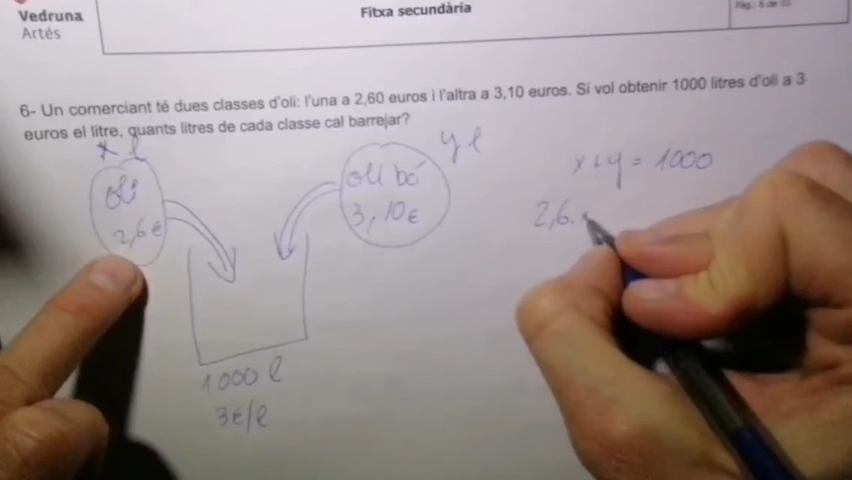 Vedruna
Artés
Fitxa secundària
6- Un comerciant té dues classes d'oli: l'una a 2,60 euros i l'altra a 3,10 euros. Si vol obtenir 1000 litres d'oli a 3
euros el litre, quants litres de cada classe cal barrejar?
x l
y l
oli
2,6€
oli bó
3,10€
x+y = 1000
2,6.
1000 l
3€/l